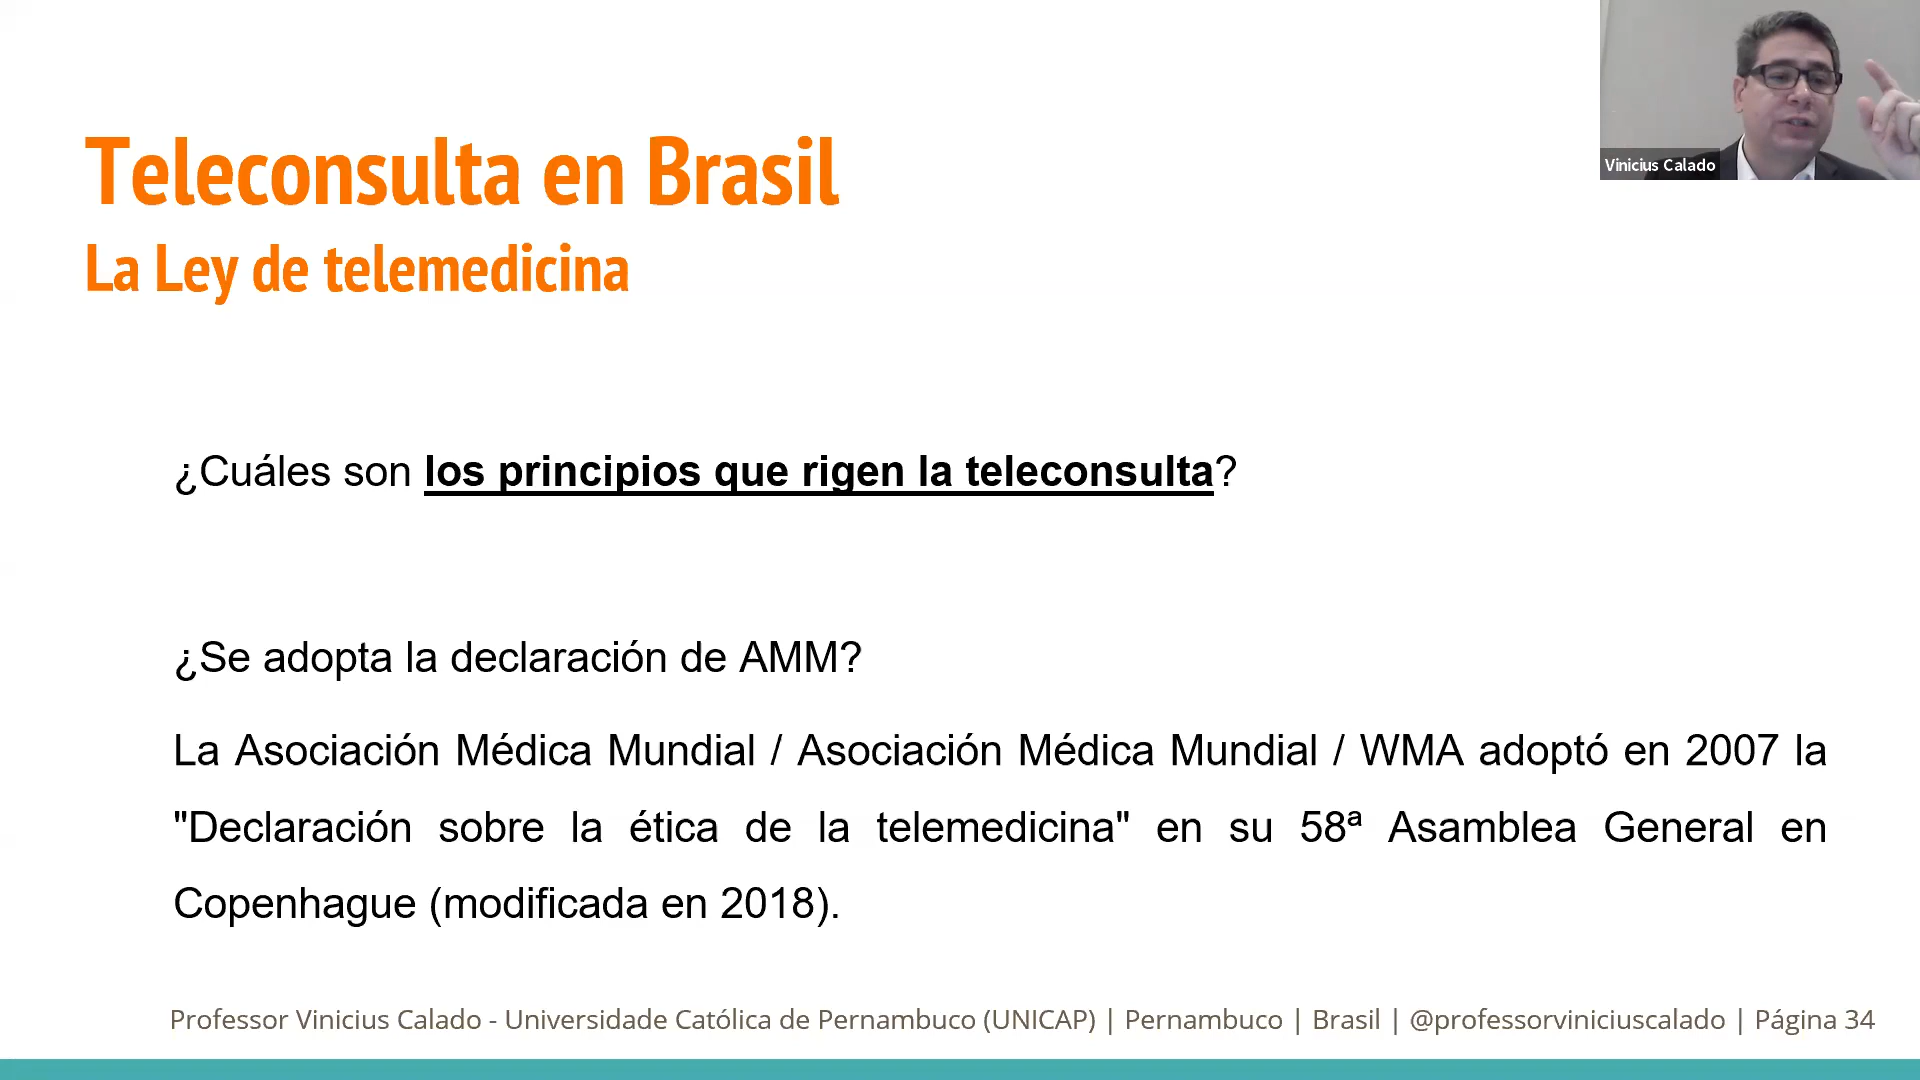 Vinicius Calado
Teleconsulta en Brasil
La Ley de telemedicina
¿Cuáles son los principios que rigen la teleconsulta?
¿Se adopta la declaración de AMM?
La Asociación Médica Mundial / Asociación Médica Mundial / WMA adoptó en 2007 la
"Declaración sobre la ética de la telemedicina" en su 58ª Asamblea General en
Copenhague (modificada en 2018).
Professor Vinicius Calado - Universidade Católica de Pernambuco (UNICAP) | Pernambuco | Brasil | @professorviniciuscalado | Página 34